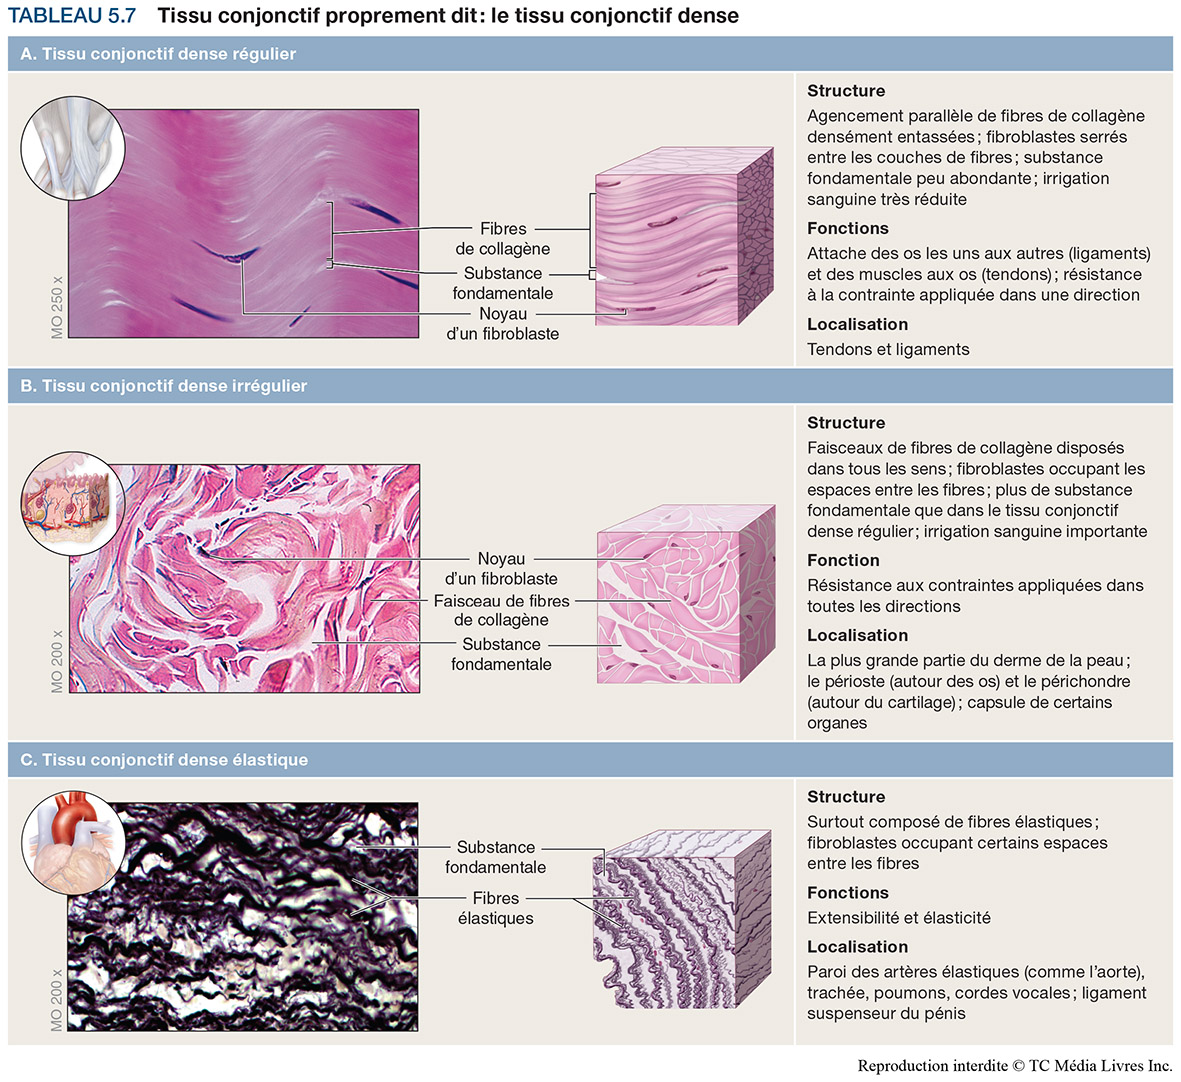 TABLEAU 5.7 Tissu conjonctif proprement dit : le tissu conjonctif dense
A. Tissu conjonctif dense régulier
MO 250 x
Fibres
de collagène
Substance
fondamentale
Noyau
d'un fibroblaste
Structure
Agencement parallèle de fibres de collagène
densément entassées ; fibroblastes serrés
entre les couches de fibres ; substance
fondamentale peu abondante ; irrigation
sanguine très réduite
Fonctions
Attache des os les uns aux autres (ligaments)
et des muscles aux os (tendons) ; résistance
à la contrainte appliquée dans une direction
Localisation
Tendons et ligaments
B. Tissu conjonctif dense irrégulier
MO 200 x
Noyau
d'un fibroblaste
Faisceau de fibres
de collagène
Substance
fondamentale
Structure
Faisceaux de fibres de collagène disposés
dans tous les sens ; fibroblastes occupant les
espaces entre les fibres ; plus de substance
fondamentale que dans le tissu conjonctif
dense régulier ; irrigation sanguine importante
Fonction
Résistance aux contraintes appliquées dans
toutes les directions
Localisation
La plus grande partie du derme de la peau ;
le périoste (autour des os) et le périchondre
(autour du cartilage) ; capsule de certains
organes
C. Tissu conjonctif dense élastique
MO 200 x
Substance
fondamentale
Fibres
élastiques
Structure
Surtout composé de fibres élastiques ;
fibroblastes occupant certains espaces
entre les fibres
Fonctions
Extensibilité et élasticité
Localisation
Paroi des artères élastiques (comme l'aorte),
trachée, poumons, cordes vocales ; ligament
suspenseur du pénis
Reproduction interdite © TC Média Livres Inc.